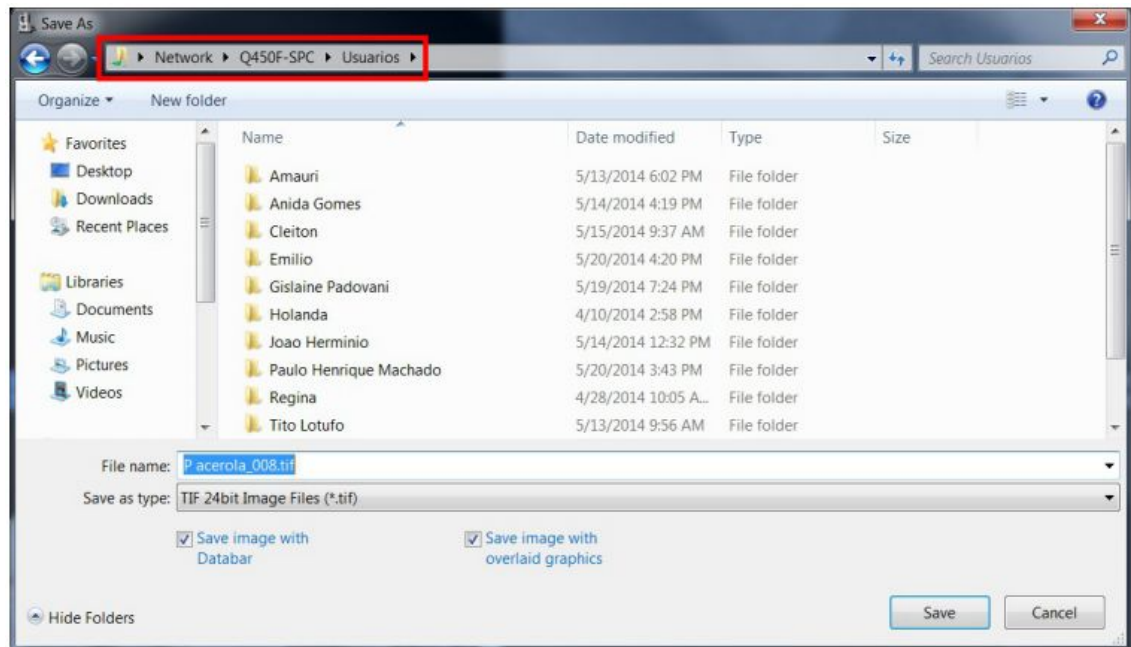 Save As
Network ▸ Q450F-SPC ▸ Usuarios ▸ Search Usuarios
Organize ▾ New folder
Favorites
Desktop
Downloads
Recent Places
Libraries
Documents
Music
Pictures
Videos
Name Date modified Type Size
Amauri 5/13/2014 6:02 PM File folder
Anida Gomes 5/14/2014 4:19 PM File folder
Cleiton 5/15/2014 9:37 AM File folder
Emilio 5/20/2014 4:20 PM File folder
Gislaine Padovani 5/19/2014 7:24 PM File folder
Holanda 4/10/2014 2:58 PM File folder
Joao Herminio 5/14/2014 12:32 PM File folder
Paulo Henrique Machado 5/20/2014 3:43 PM File folder
Regina 4/28/2014 10:05 A... File folder
Tito Lotufo 5/13/2014 9:56 AM File folder
File name: P acerola_008.tif
Save as type: TIF 24bit Image Files (*.tif)
Save image with Save image with
Databar overlaid graphics
Hide Folders Save Cancel